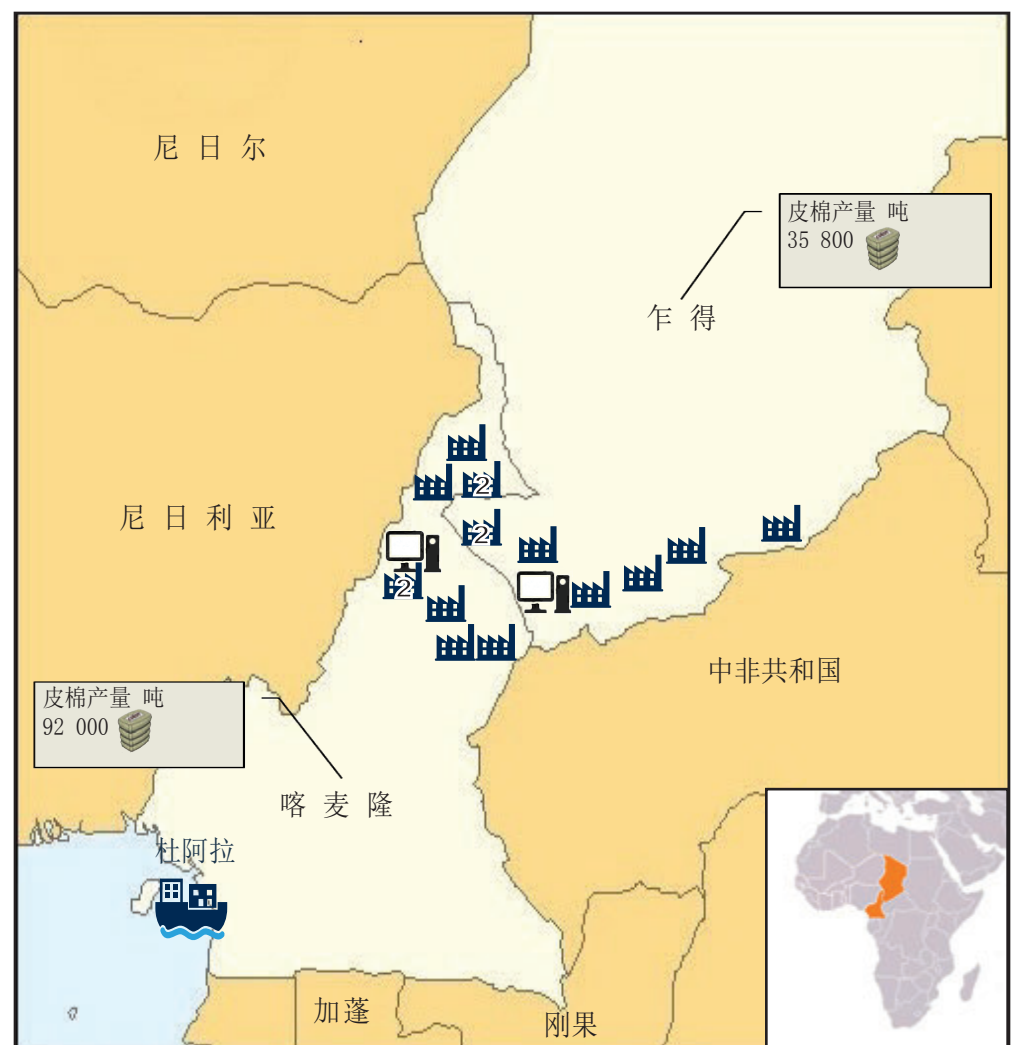 尼日尔
皮棉产量 吨
35 800
乍得
尼日利亚
2
2
2
中非共和国
皮棉产量 吨
92 000
喀麦隆
杜阿拉
加蓬
刚果